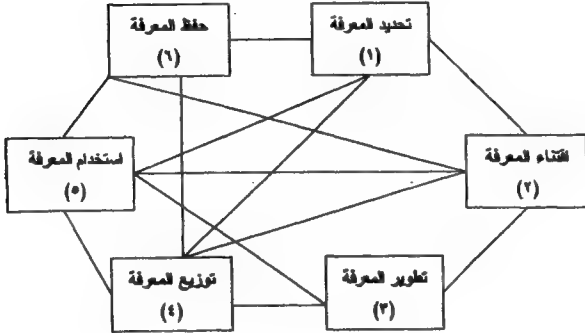 تحديد المعرفة
(١)
اقتناء المعرفة
(٢)
تطوير المعرفة
(٣)
توزيع المعرفة
(٤)
استخدام المعرفة
(٥)
حفظ المعرفة
(٦)